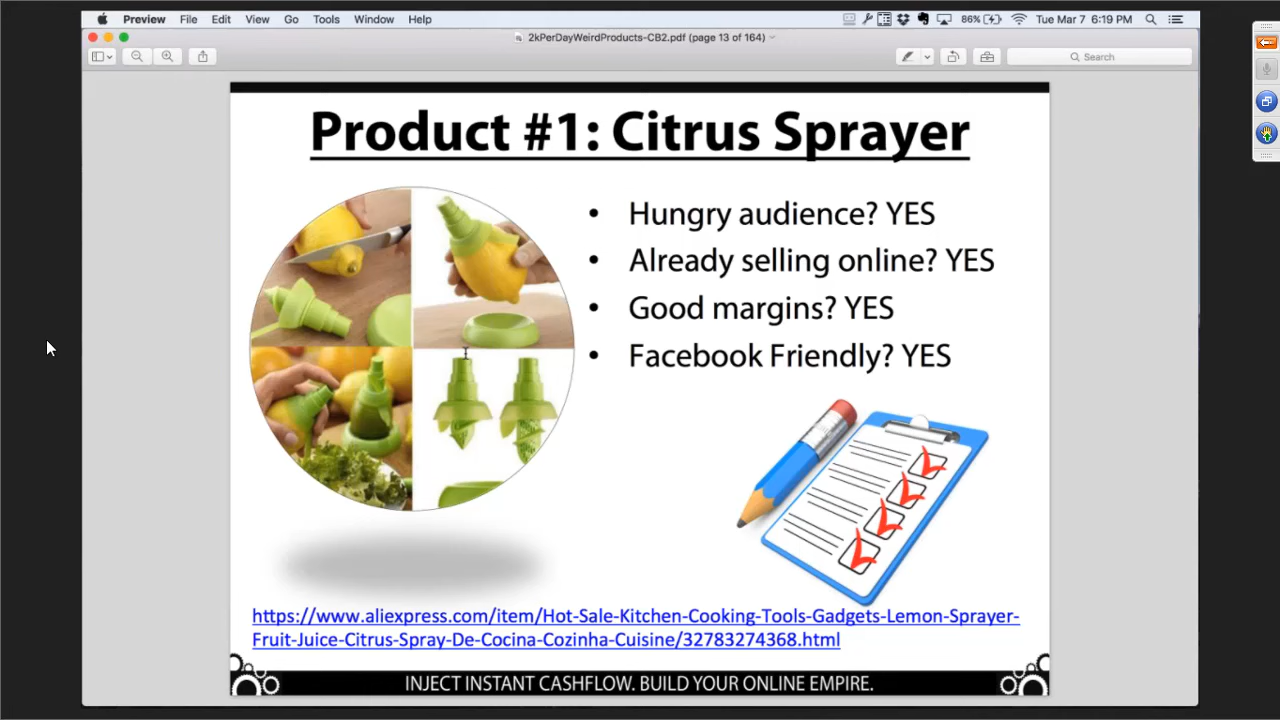 Preview File Edit View Go Tools Window Help 86% Tue Mar 7 6:19 PM
2kPerDayWeirdProducts-CB2.pdf (page 13 of 164)
Search
Product #1: Citrus Sprayer
• Hungry audience? YES
• Already selling online? YES
• Good margins? YES
• Facebook Friendly? YES
https://www.aliexpress.com/item/Hot-Sale-Kitchen-Cooking-Tools-Gadgets-Lemon-Sprayer-
Fruit-Juice-Citrus-Spray-De-Cocina-Cozinha-Cuisine/32783274368.html
INJECT INSTANT CASHFLOW. BUILD YOUR ONLINE EMPIRE.